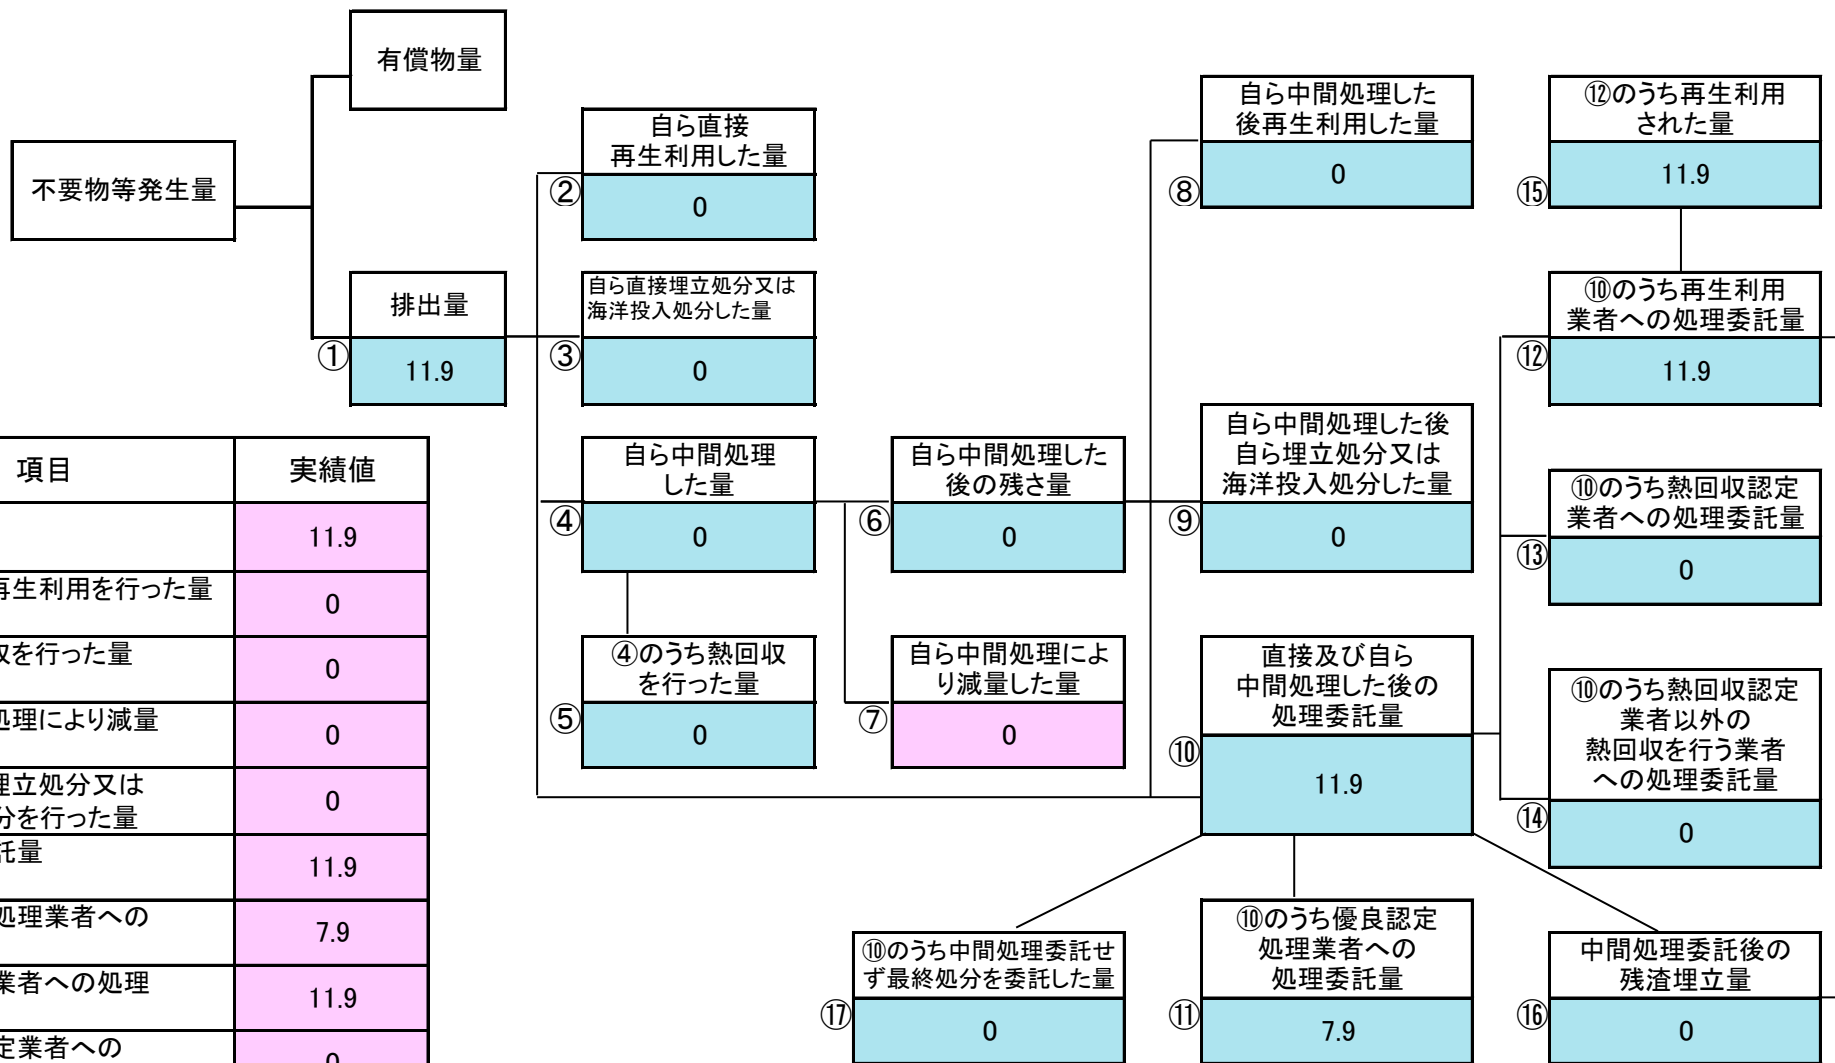 有償物量
不要物等発生量
排出量
①
11.9
自ら直接
再生利用した量
②
0
自ら直接埋立処分又は
海洋投入処分した量
③
0
自ら中間処理
した量
④
0
④のうち熱回収
を行った量
⑤
0
自ら中間処理した
後の残さ量
⑥
0
自ら中間処理によ
り減量した量
⑦
0
自ら中間処理した
後再生利用した量
⑧
0
自ら中間処理した後
自ら埋立処分又は
海洋投入処分した量
⑨
0
直接及び自ら
中間処理した後の
処理委託量
⑩
11.9
⑫のうち再生利用
された量
⑮
11.9
⑩のうち再生利用
業者への処理委託量
⑫
11.9
⑩のうち熱回収認定
業者への処理委託量
⑬
0
⑩のうち熱回収認定
業者以外の
熱回収を行う業者
への処理委託量
⑭
0
⑩のうち中間処理委託せ
ず最終処分を委託した量
⑰
0
⑩のうち優良認定
処理業者への
処理委託量
⑪
7.9
中間処理委託後の
残渣埋立量
⑯
0
項目 実績値
11.9
再生利用を行った量
0
を行った量
0
処理により減量
0
埋立処分又は
分を行った量
0
託量
11.9
処理業者への
7.9
業者への処理
11.9
定業者への
0